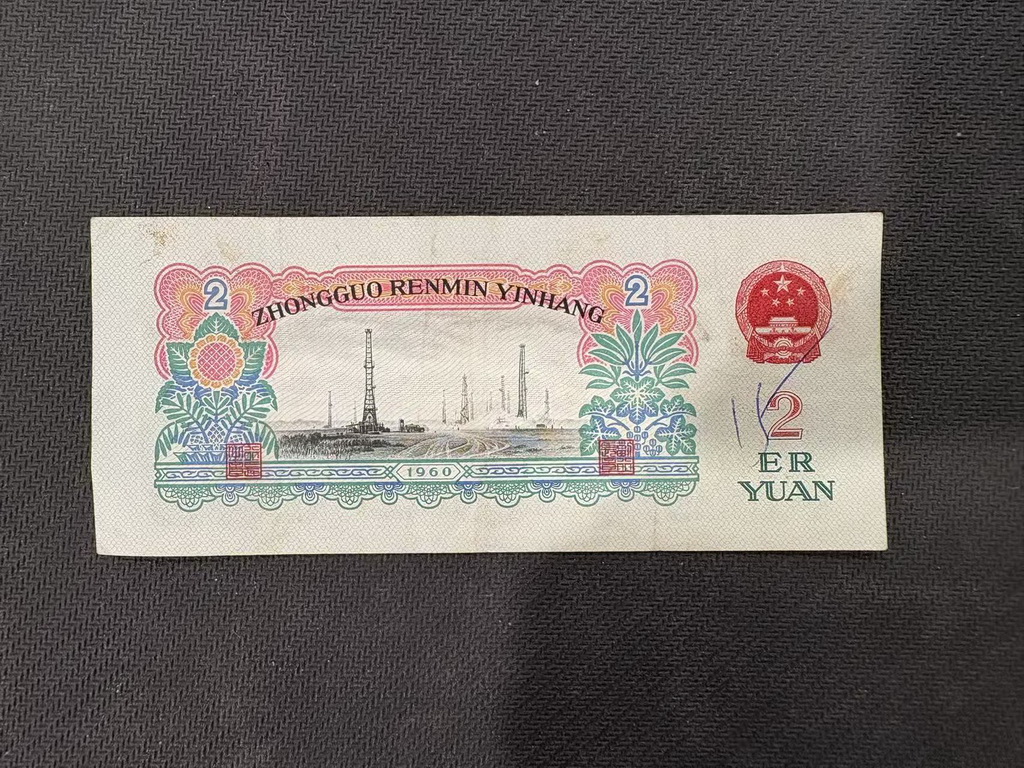 2 ZHONGGUO RENMIN YINHANG 2
1960
2
ER
YUAN